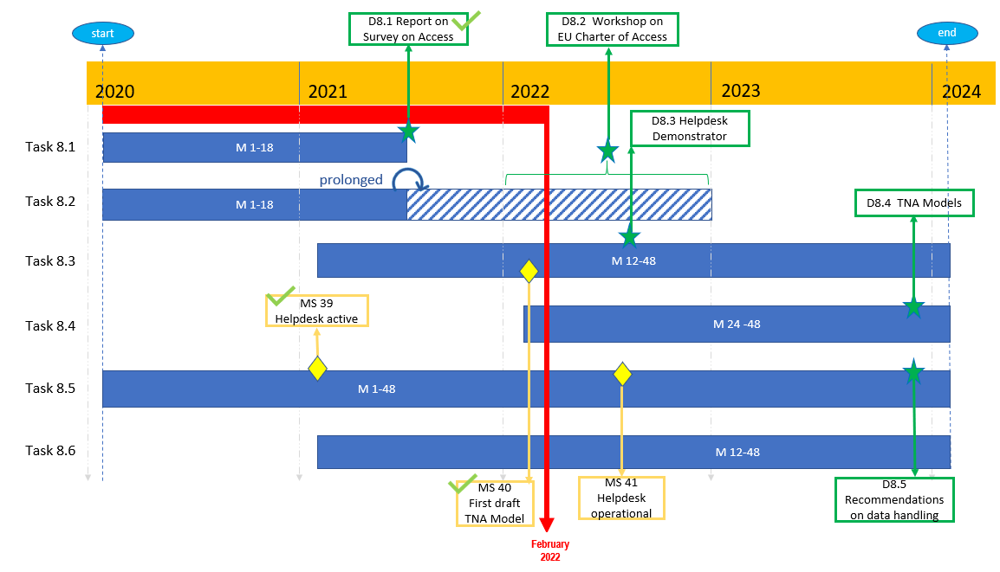 start
D8.1 Report on
Survey on Access
D8.2 Workshop on
EU Charter of Access
end
2020
2021
2022
2023
2024
D8.3 Helpdesk
Demonstrator
Task 8.1
M 1-18
prolonged
Task 8.2
M 1-18
D8.4 TNA Models
Task 8.3
M 12-48
MS 39
Helpdesk active
Task 8.4
M 24 -48
Task 8.5
M 1-48
Task 8.6
M 12-48
MS 40
First draft
TNA Model
MS 41
Helpdesk
operational
D8.5
Recommendations
on data handling
February
2022